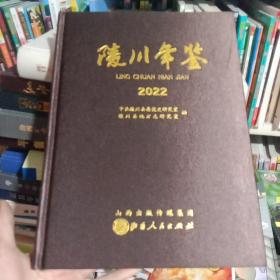 陵川年鉴
LING CHUAN NIAN JIAN
2022
中共陵川县委党史研究室
陵川县地方志研究室
编
山西出版传媒集团
山西人民出版社